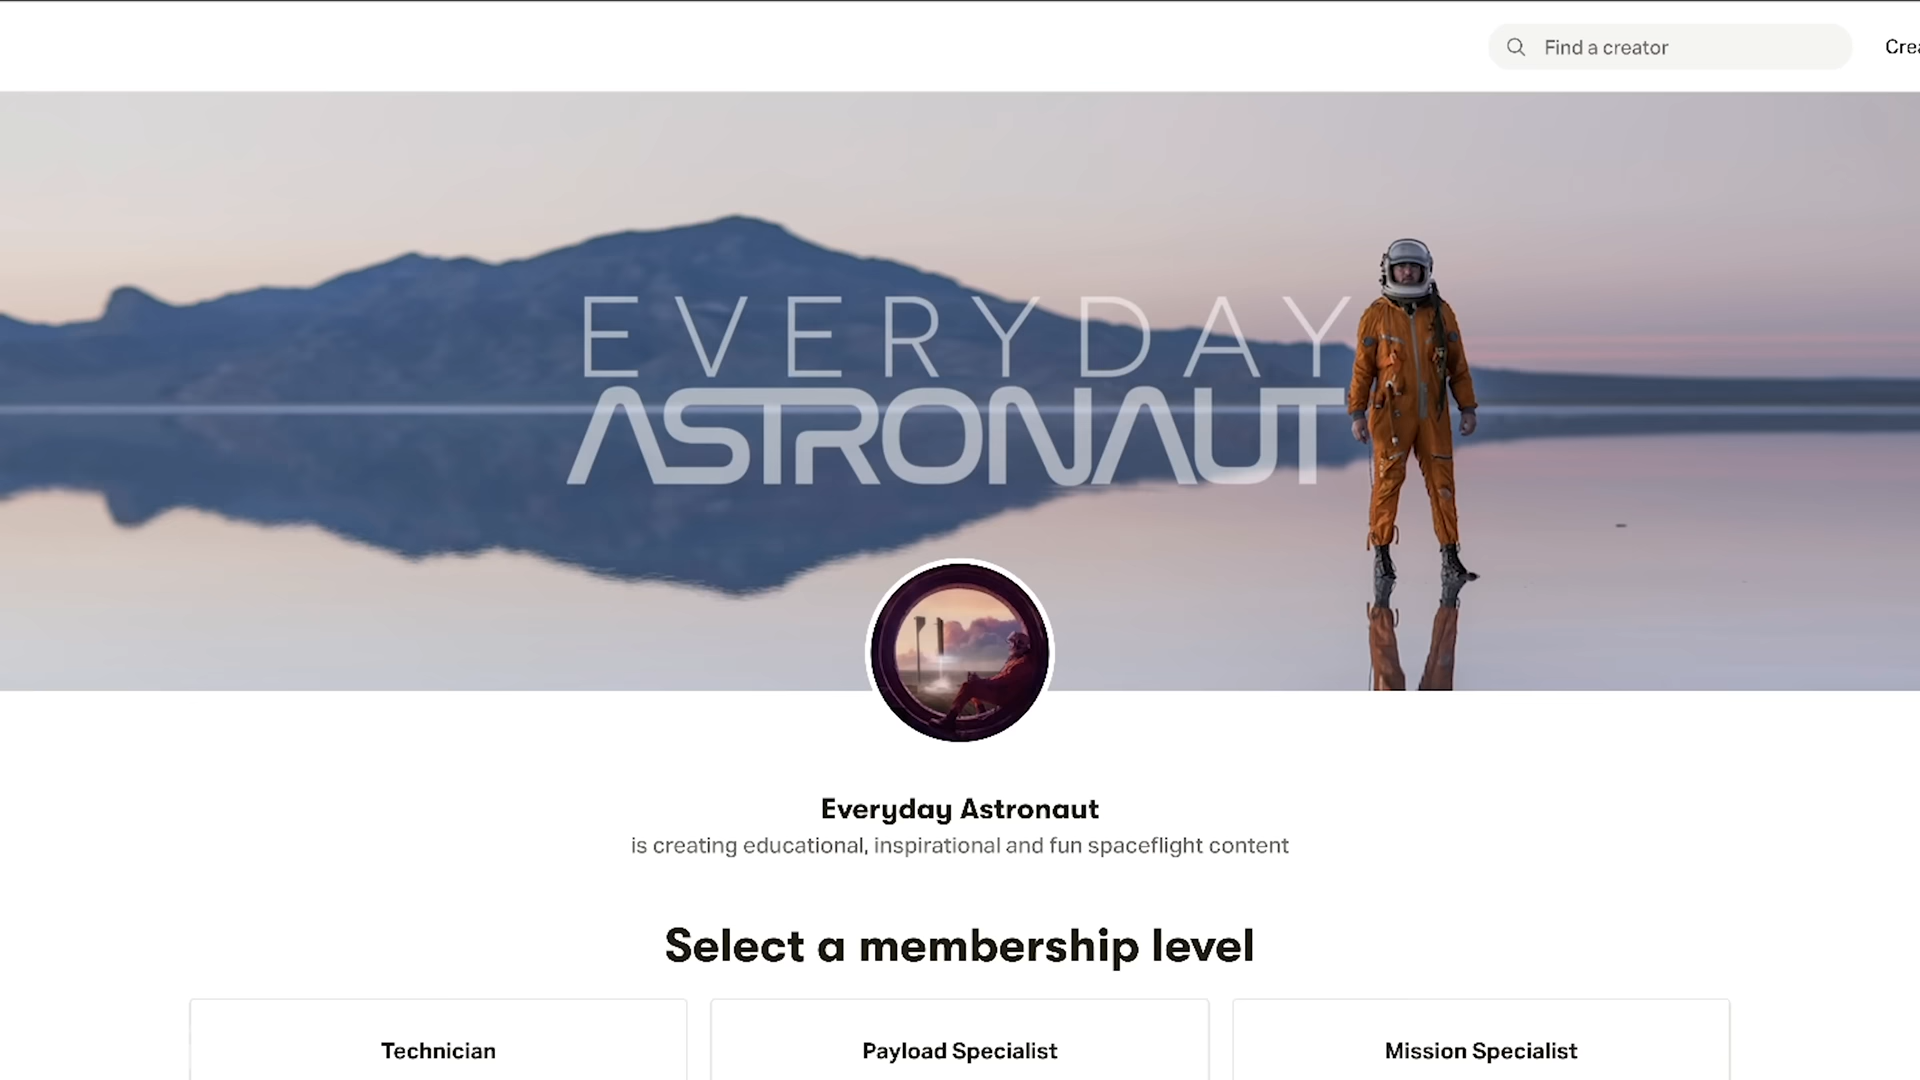 Find a creator
Crea
EVERYDAY
ASTRONAUT
Everyday Astronaut
is creating educational, inspirational and fun spaceflight content
Select a membership level
Technician
Payload Specialist
Mission Specialist